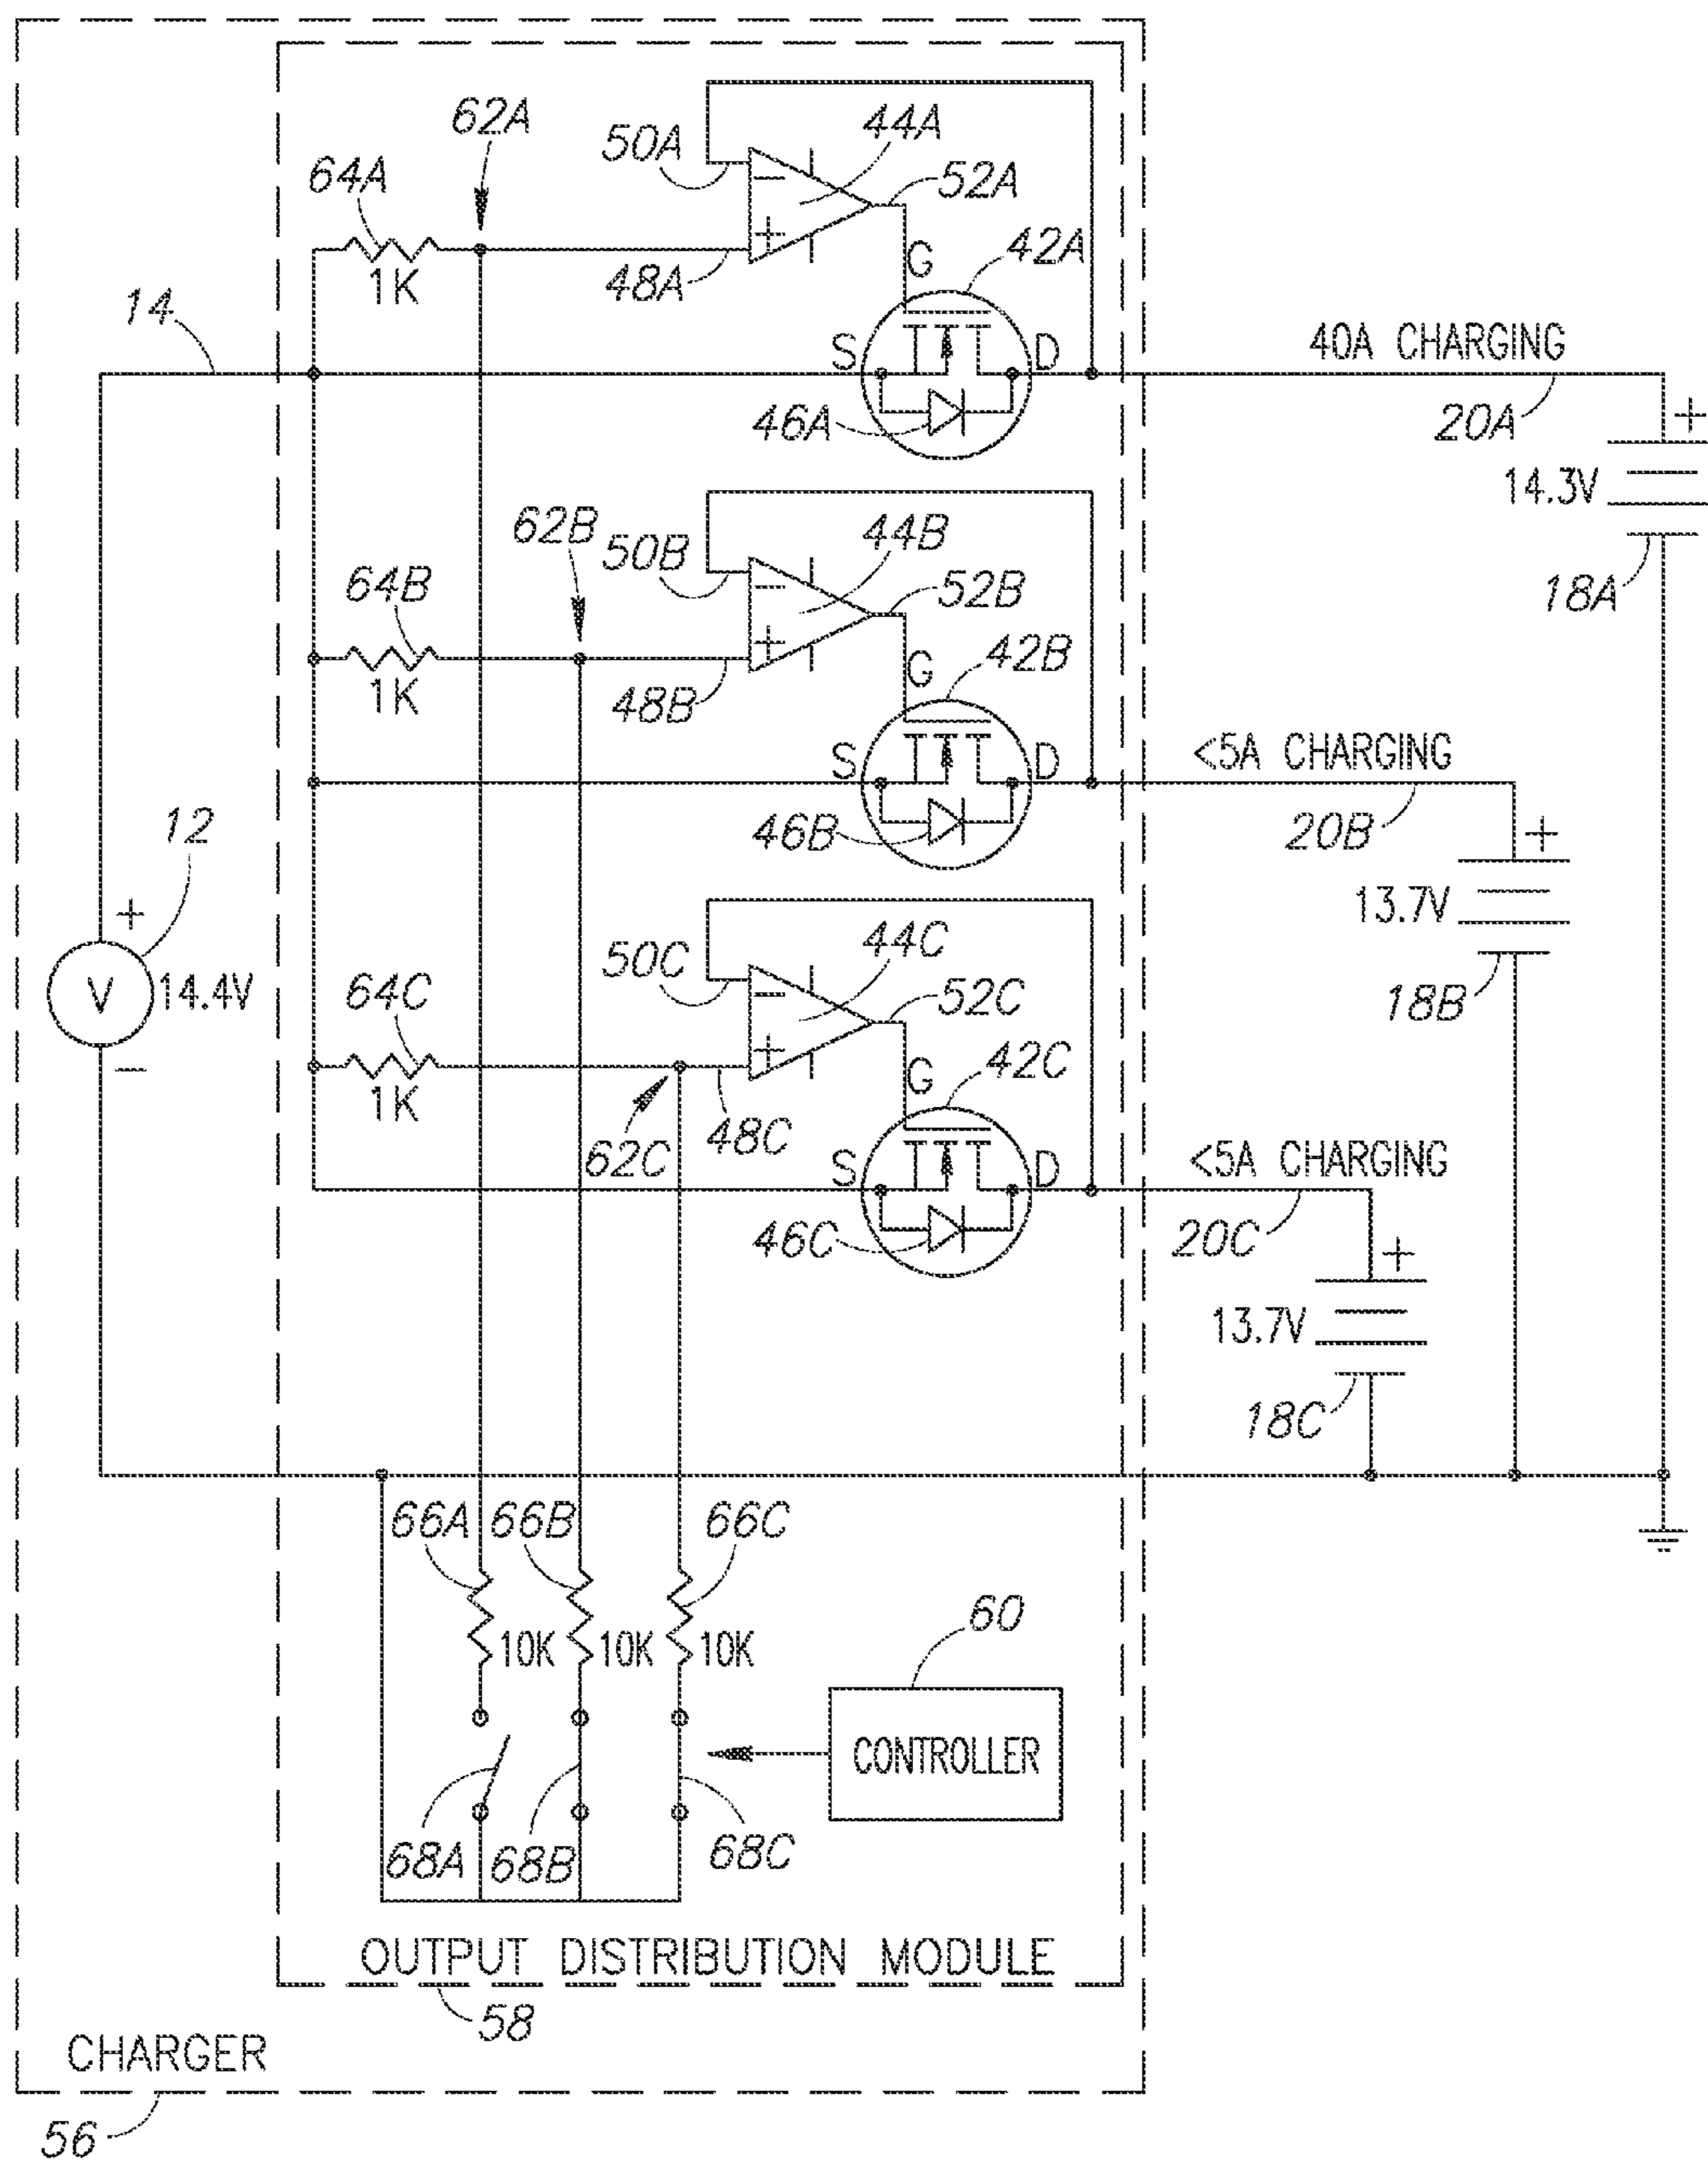 62A
44A
50A
64A
52A
42A
G
48A
1K
14
S
D
40A CHARGING
46A
20A
+
14.3V
62B
44B
50B
64B
52B
18A
G
42B
48B
1K
S
D
<5A CHARGING
46B
20B
12
+
+
13.7V
44C
50C
64C
52C
V
14.4V
18B
−
G
42C
1K
48C
62C
S
D
<5A CHARGING
46C
20C
+
13.7V
18C
66A
66B
66C
60
10K
10K
10K
CONTROLLER
68A
68B
68C
OUTPUT DISTRIBUTION MODULE
58
CHARGER
56